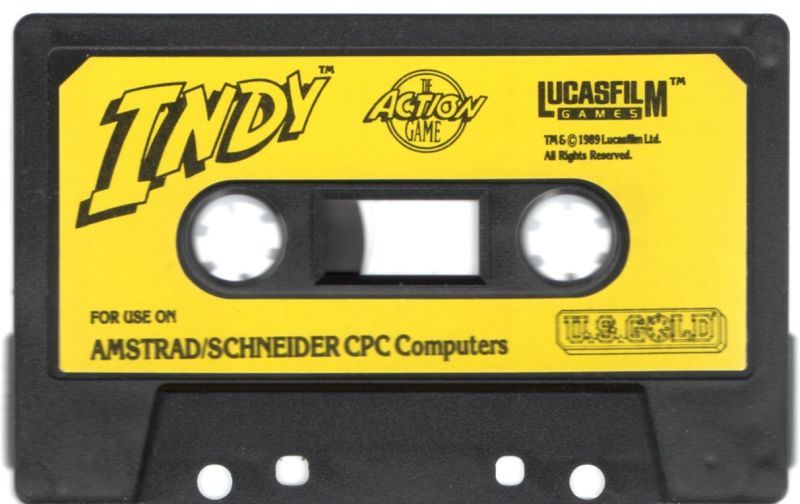 INDY™
THE
ACTION
GAME
LUCASFILM™
GAMES
TM & © 1989 Lucasfilm Ltd.
All Rights Reserved.
FOR USE ON
AMSTRAD/SCHNEIDER CPC Computers
U.S. GOLD